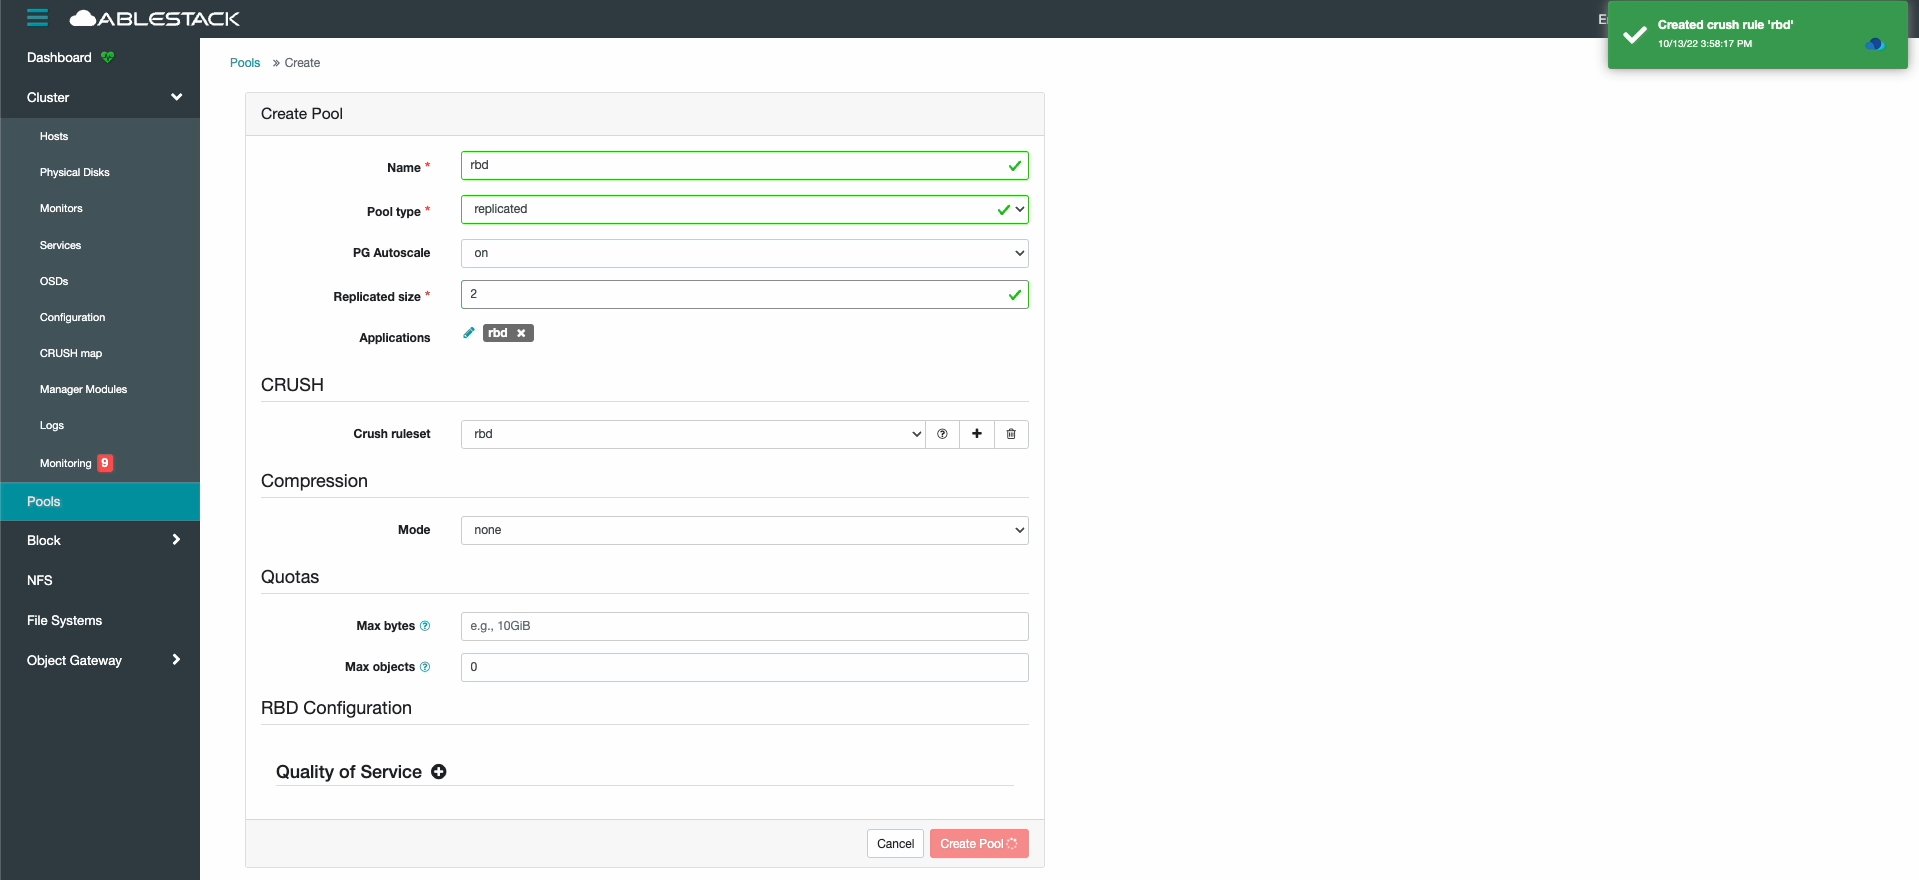 ABLESTACK
Created crush rule 'rbd'
10/13/22 3:58:17 PM
Dashboard
Cluster
Hosts
Physical Disks
Monitors
Services
OSDs
Configuration
CRUSH map
Manager Modules
Logs
Monitoring 9
Pools
Block
NFS
File Systems
Object Gateway
Pools » Create
Create Pool
Name * rbd
Pool type * replicated
PG Autoscale on
Replicated size * 2
Applications rbd
CRUSH
Crush ruleset rbd
Compression
Mode none
Quotas
Max bytes e.g., 10GiB
Max objects 0
RBD Configuration
Quality of Service
Cancel Create Pool